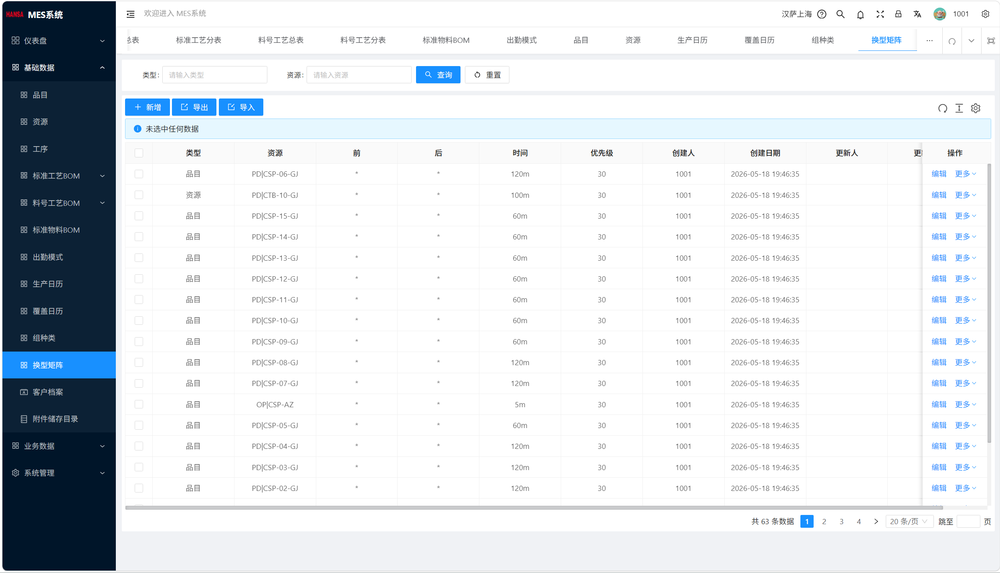 HANSA MES系统
欢迎进入 MES系统
汉萨上海
1001
仪表盘
基础数据
品目
资源
工序
标准工艺BOM
料号工艺BOM
标准物料BOM
出勤模式
生产日历
覆盖日历
组种类
换型矩阵
客户档案
附件储存目录
业务数据
系统管理
总表 标准工艺分表 料号工艺总表 料号工艺分表 标准物料BOM 出勤模式 品目 资源 生产日历 覆盖日历 组种类 换型矩阵 ···
类型: 请输入类型 资源: 请输入资源 查询 重置
新增 导出 导入
未选中任何数据
类型 资源 前 后 时间 优先级 创建人 创建日期 更新人 更 操作
品目 PD|CSP-06-GJ * * 120m 30 1001 2026-05-18 19:46:35 编辑 更多
资源 PD|CTB-10-GJ * * 100m 30 1001 2026-05-18 19:46:35 编辑 更多
品目 PD|CSP-15-GJ * * 60m 30 1001 2026-05-18 19:46:35 编辑 更多
品目 PD|CSP-14-GJ * * 60m 30 1001 2026-05-18 19:46:35 编辑 更多
品目 PD|CSP-13-GJ * * 60m 30 1001 2026-05-18 19:46:35 编辑 更多
品目 PD|CSP-12-GJ * * 60m 30 1001 2026-05-18 19:46:35 编辑 更多
品目 PD|CSP-11-GJ * * 60m 30 1001 2026-05-18 19:46:35 编辑 更多
品目 PD|CSP-10-GJ * * 60m 30 1001 2026-05-18 19:46:35 编辑 更多
品目 PD|CSP-09-GJ * * 60m 30 1001 2026-05-18 19:46:35 编辑 更多
品目 PD|CSP-08-GJ * * 120m 30 1001 2026-05-18 19:46:35 编辑 更多
品目 PD|CSP-07-GJ * * 120m 30 1001 2026-05-18 19:46:35 编辑 更多
品目 OP|CSP-AZ * * 5m 30 1001 2026-05-18 19:46:35 编辑 更多
品目 PD|CSP-05-GJ * * 60m 30 1001 2026-05-18 19:46:35 编辑 更多
品目 PD|CSP-04-GJ * * 120m 30 1001 2026-05-18 19:46:35 编辑 更多
品目 PD|CSP-03-GJ * * 120m 30 1001 2026-05-18 19:46:35 编辑 更多
品目 PD|CSP-02-GJ * * 120m 30 1001 2026-05-18 19:46:35 编辑 更多
共 63 条数据 1 2 3 4 > 20 条/页 跳至 页